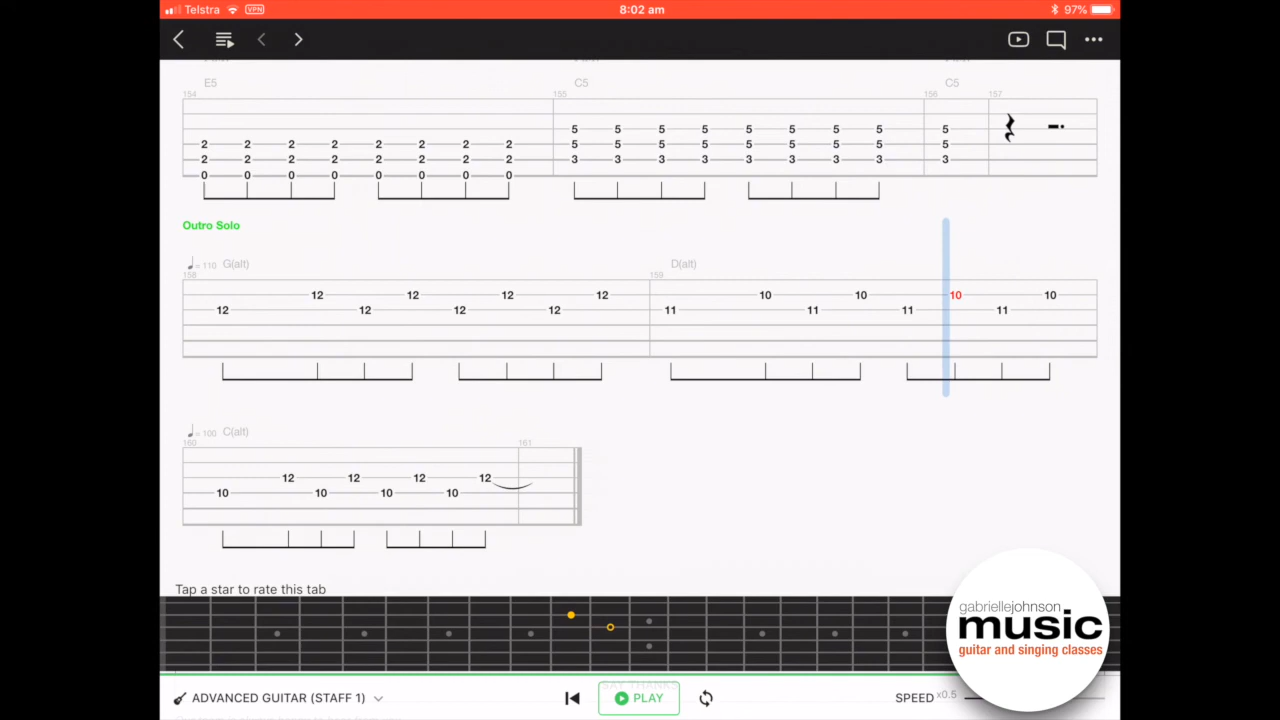 Telstra VPN 8:02 am 97%
E5 C5 C5
154 155 156 157
5 5 5 5 5 5 5 5 5
2 2 2 2 2 2 2 2 5 5 5 5 5 5 5 5 5
2 2 2 2 2 2 2 2 3 3 3 3 3 3 3 3 3
0 0 0 0 0 0 0 0
Outro Solo
= 110 G(alt) D(alt)
158 159
12 12 12 12 10 10 10 10
12 12 12 12 11 11 11 11
= 100 C(alt)
160 161
12 12 12 12
10 10 10 10
Tap a star to rate this tab
gabriellejohnson
music
guitar and singing classes
SAY THANKS
ADVANCED GUITAR (STAFF 1) PLAY SPEED x0.5